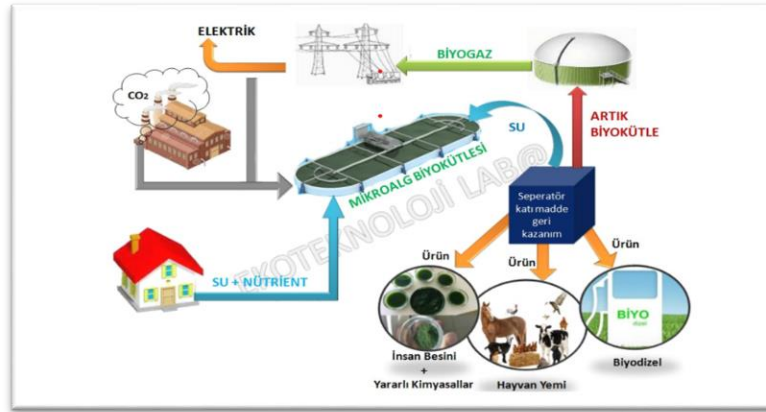 ELEKTRİK
BİYOGAZ
CO₂
SU
ARTIK
BİYOKÜTLE
MİKROALG BİYOKÜTLESİ
EKOTEKNOLOJİ LAB@
Seperatör
katı madde
geri
kazanım
SU + NÜTRİENT
Ürün
Ürün
Ürün
BİYO
İnsan Besini
+
Yararlı Kimyasallar
Hayvan Yemi
Biyodizel